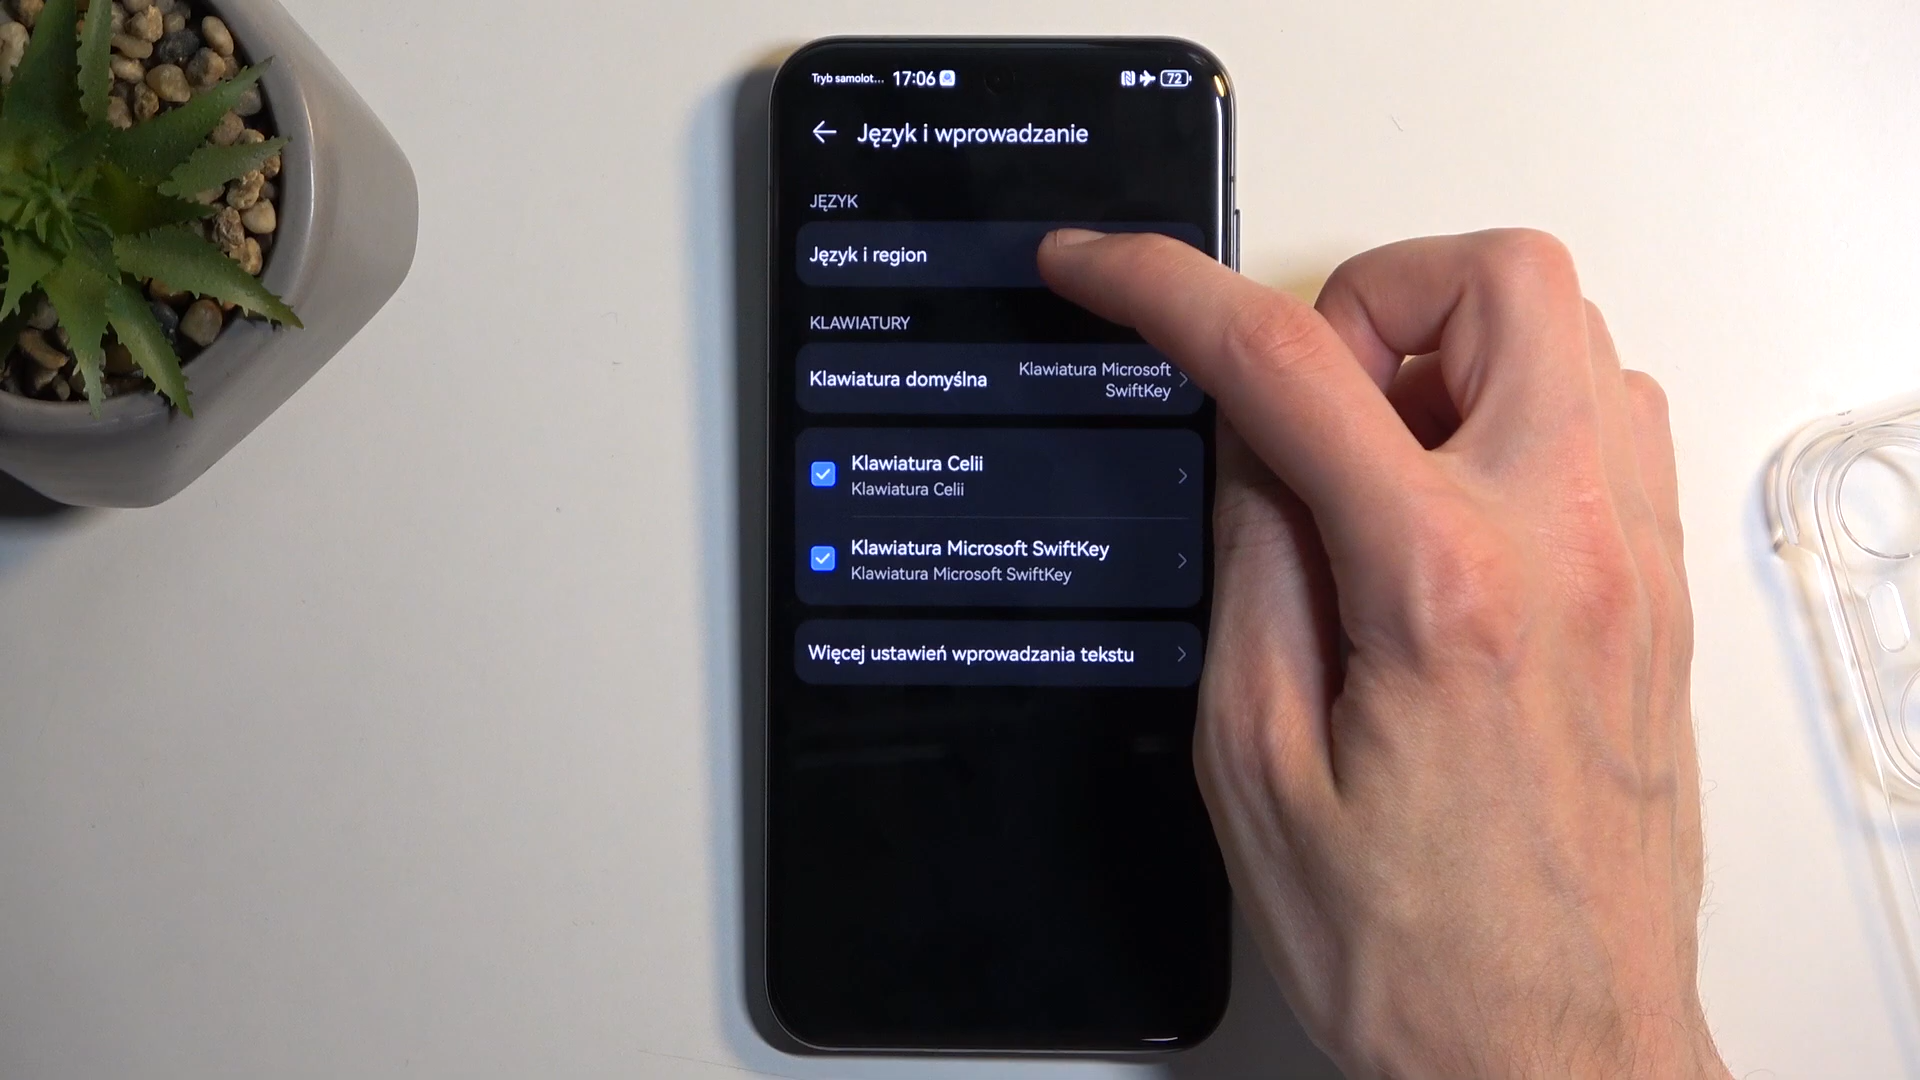 Tryb samolot... 17:06 72
Język i wprowadzanie
JĘZYK
Język i region
KLAWIATURY
Klawiatura domyślna
Klawiatura Microsoft
SwiftKey
Klawiatura Celii
Klawiatura Celii
Klawiatura Microsoft SwiftKey
Klawiatura Microsoft SwiftKey
Więcej ustawień wprowadzania tekstu